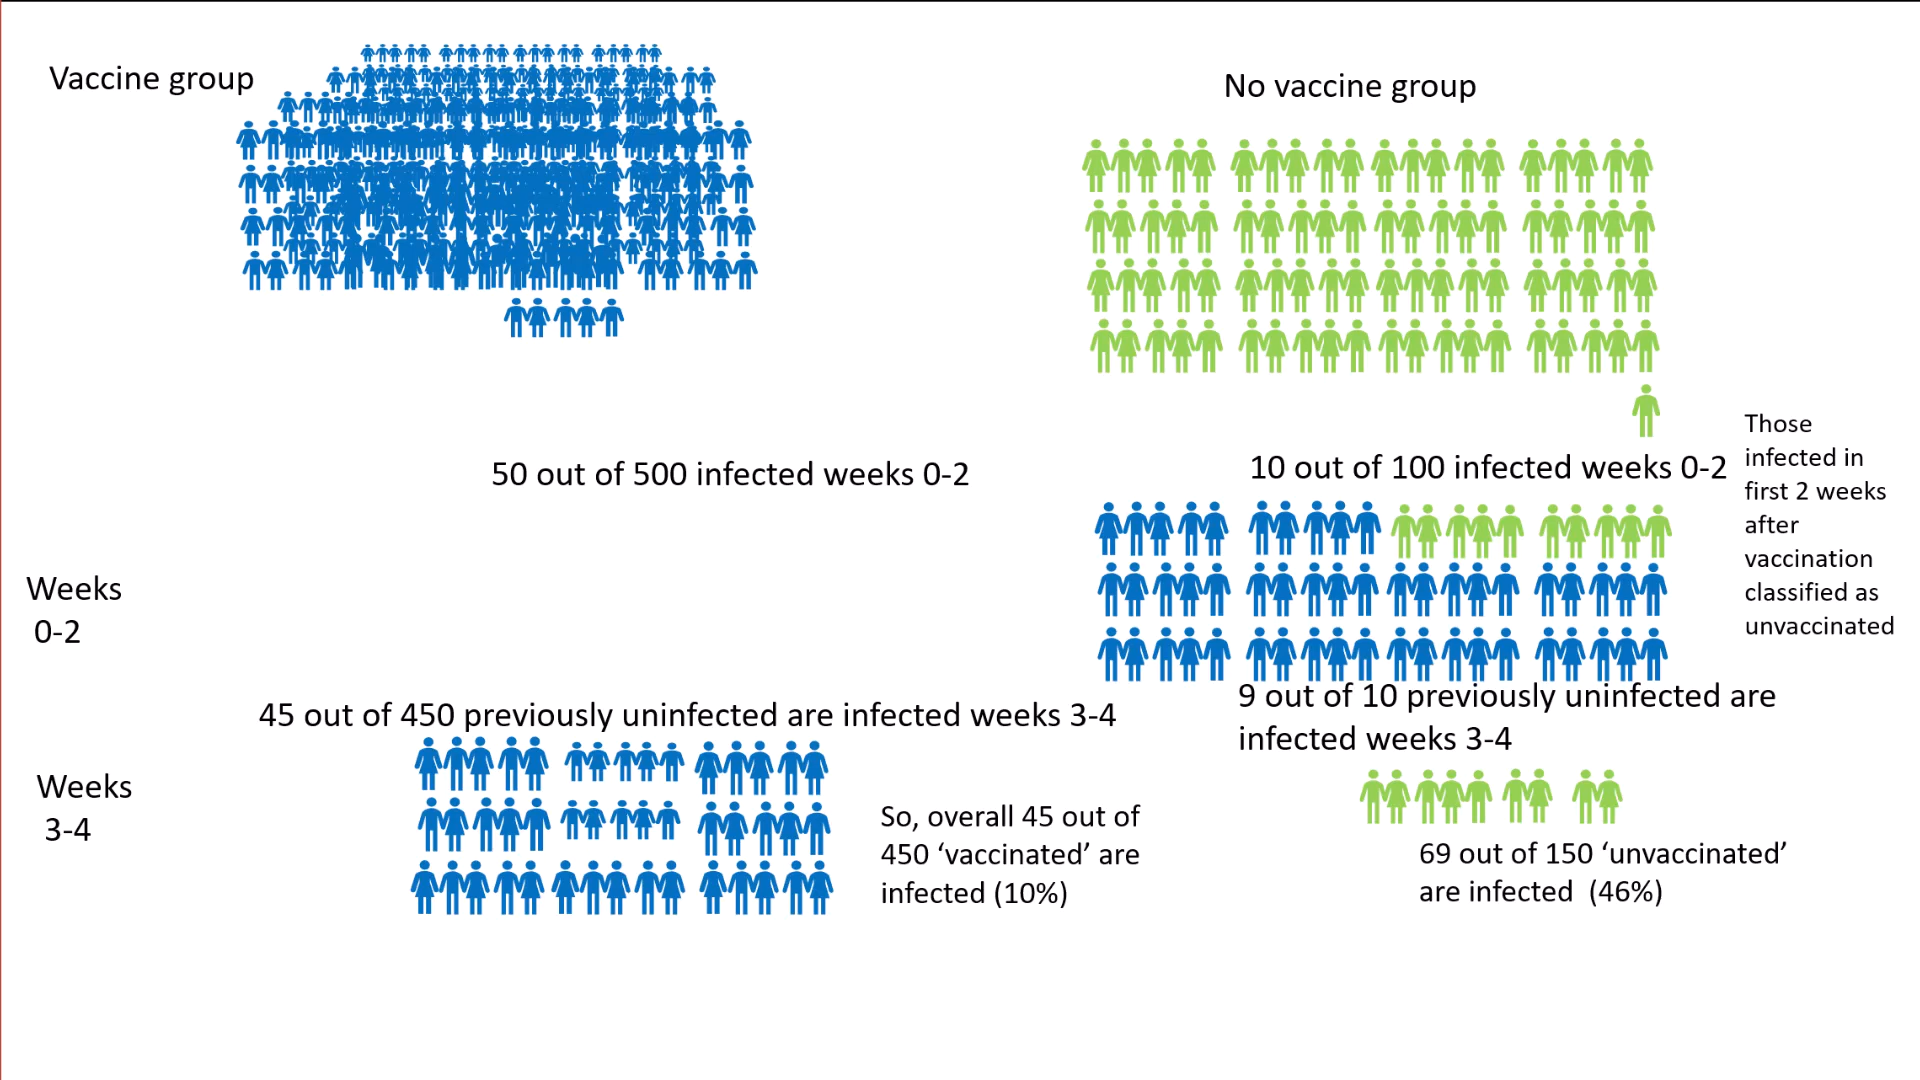 Vaccine group
No vaccine group
50 out of 500 infected weeks 0-2
10 out of 100 infected weeks 0-2
Those
infected in
first 2 weeks
after
vaccination
classified as
unvaccinated
Weeks
0-2
45 out of 450 previously uninfected are infected weeks 3-4
9 out of 10 previously uninfected are
infected weeks 3-4
Weeks
3-4
So, overall 45 out of
450 ‘vaccinated’ are
infected (10%)
69 out of 150 ‘unvaccinated’
are infected (46%)